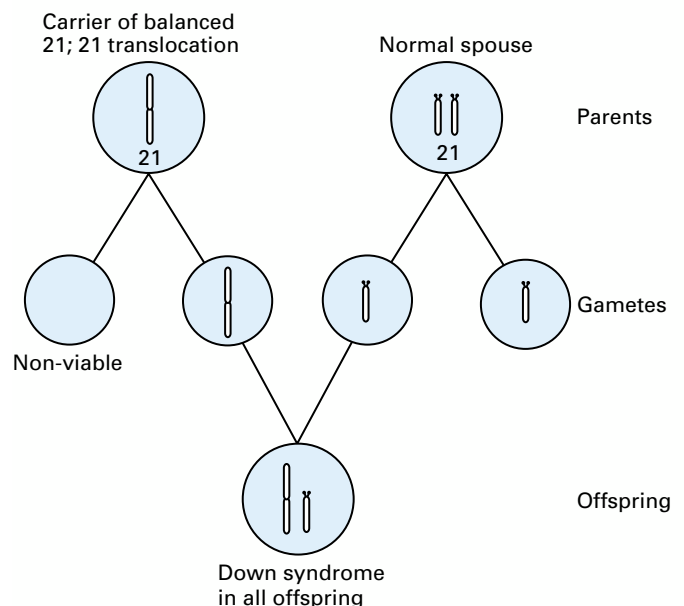 Carrier of balanced
21; 21 translocation
Normal spouse
21
21
Parents
Gametes
Non-viable
Offspring
Down syndrome
in all offspring